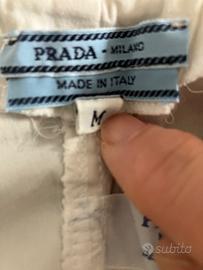 PRADA - MILANO
MADE IN ITALY
M
subito